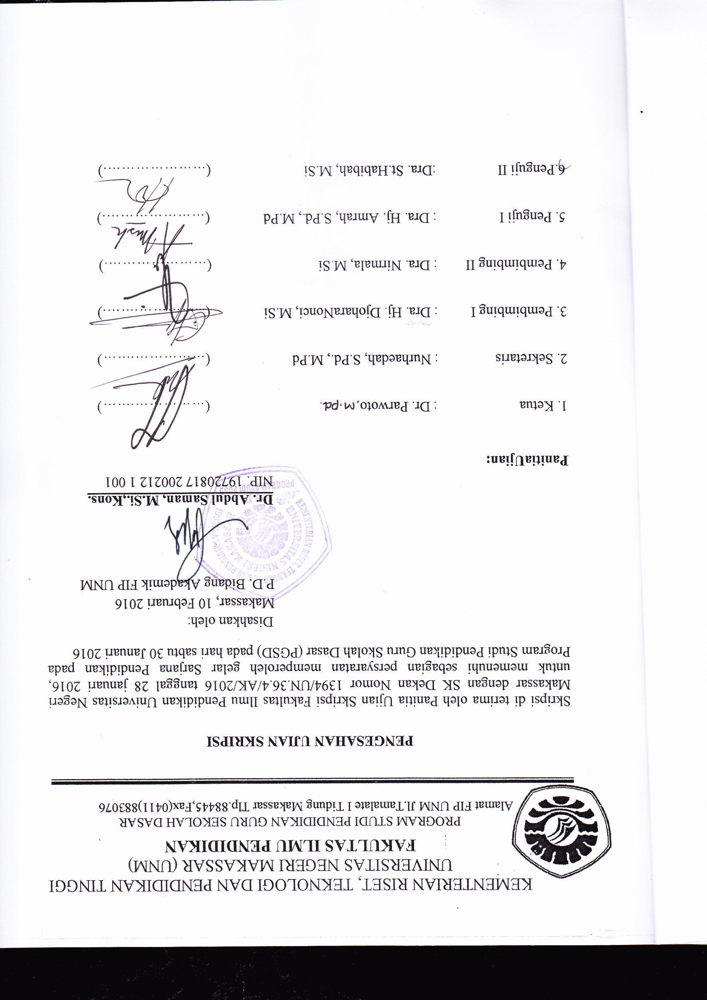 KEMENTERIAN RISET, TEKNOLOGI DAN PENDIDIKAN TINGGI
UNIVERSITAS NEGERI MAKASSAR (UNM)
FAKULTAS ILMU PENDIDIKAN
PROGRAM STUDI PENDIDIKAN GURU SEKOLAH DASAR
Alamat FIP UNM Jl.Tamalate I Tidung Makassar Tlp.88445,Fax(0411)883076
PENGESAHAN UJIAN SKRIPSI
Skripsi di terima oleh Panitia Ujian Skripsi Fakultas Ilmu Pendidikan Universitas Negeri
Makassar dengan SK Dekan Nomor 1394/UN.36.4/AK/2016 tanggal 28 januari 2016,
untuk memenuhi sebagian persyaratan memperoleh gelar Sarjana Pendidikan pada
Program Studi Pendidikan Guru Skolah Dasar (PGSD) pada hari sabtu 30 Januari 2016
Disahkan oleh:
Makassar, 10 Februari 2016
P.D. Bidang Akademik FIP UNM
KEMENTERIAN RISET, TEKNOLOGI, DAN PENDIDIKAN TINGGI
UNIVERSITAS NEGERI MAKASSAR
PROGRAM STUDI PGSD
Dr. Abdul Saman, M.Si.,Kons.
NIP. 19720817 200212 1 001
PanitiaUjian:
1. Ketua : Dr. Parwoto, M.pd. (........................)
2. Sekretaris : Nurhaedah, S.Pd., M.Pd (........................)
3. Pembimbing I : Dra. Hj. DjoharaNonci, M.Si (........................)
4. Pembimbing II : Dra. Nirmala, M.Si (........................)
5. Penguji I : Dra. Hj. Amrah, S.Pd., M.Pd (........................)
6.Penguji II :Dra. St.Habibah, M.Si (........................)